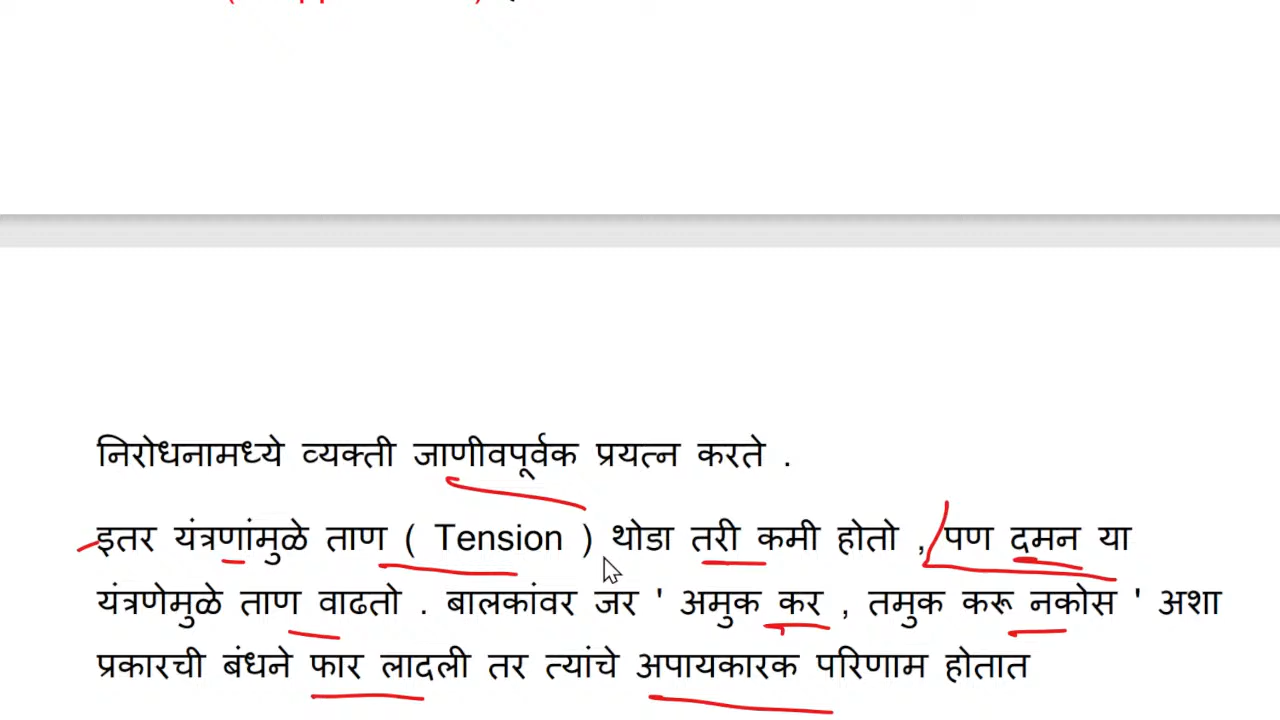 निरोधनामध्ये व्यक्ती जाणीवपूर्वक प्रयत्न करते .
इतर यंत्रणांमुळे ताण ( Tension ) थोडा तरी कमी होतो , पण दमन या
यंत्रणेमुळे ताण वाढतो . बालकांवर जर ' अमुक कर , तमुक करू नकोस ' अशा
प्रकारची बंधने फार लादली तर त्यांचे अपायकारक परिणाम होतात